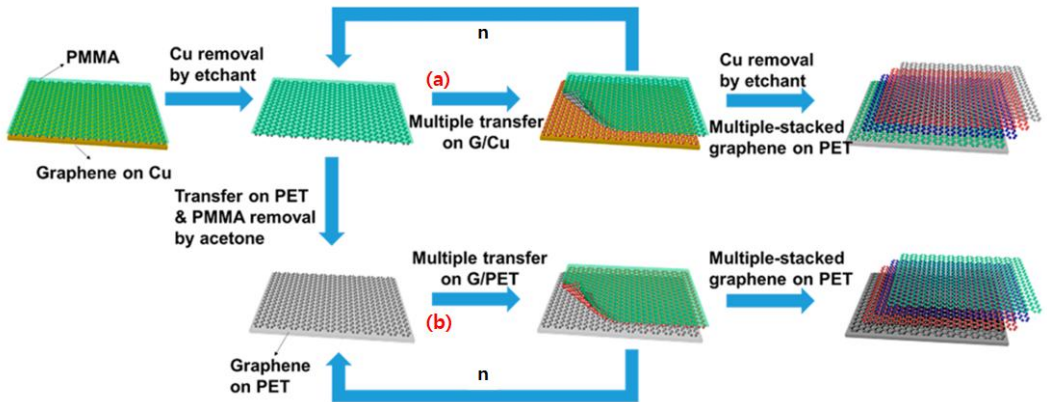 n
PMMA
Cu removal
by etchant
(a)
Multiple transfer
on G/Cu
Cu removal
by etchant
Multiple-stacked
graphene on PET
Graphene on Cu
Transfer on PET
& PMMA removal
by acetone
Multiple transfer
on G/PET
(b)
Multiple-stacked
graphene on PET
Graphene
on PET
n